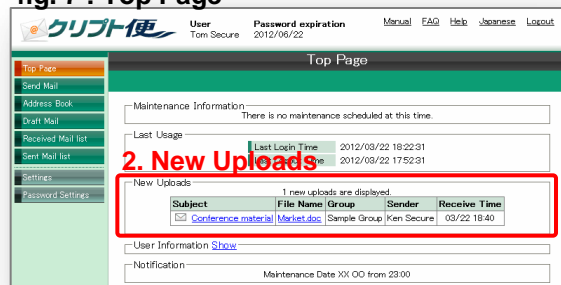 fig. 7 : Top Page
クリプト便 User Password expiration Manual FAQ Help Japanese Logout
Tom Secure 2012/06/22
Top Page
Top Page
Send Mail
Address Book
Draft Mail
Received Mail list
Sent Mail list
Settings
Password Settings
Maintenance Information
There is no maintenance scheduled at this time.
Last Usage
Last Login Time 2012/03/22 18:22:31
2. New Uploads
Time 2012/03/22 17:52:31
New Uploads
1 new uploads are displayed.
Subject File Name Group Sender Receive Time
Conference material Market.doc Sample Group Ken Secure 03/22 18:40
User Information Show
Notification
Maintenance Date XX OO from 23:00